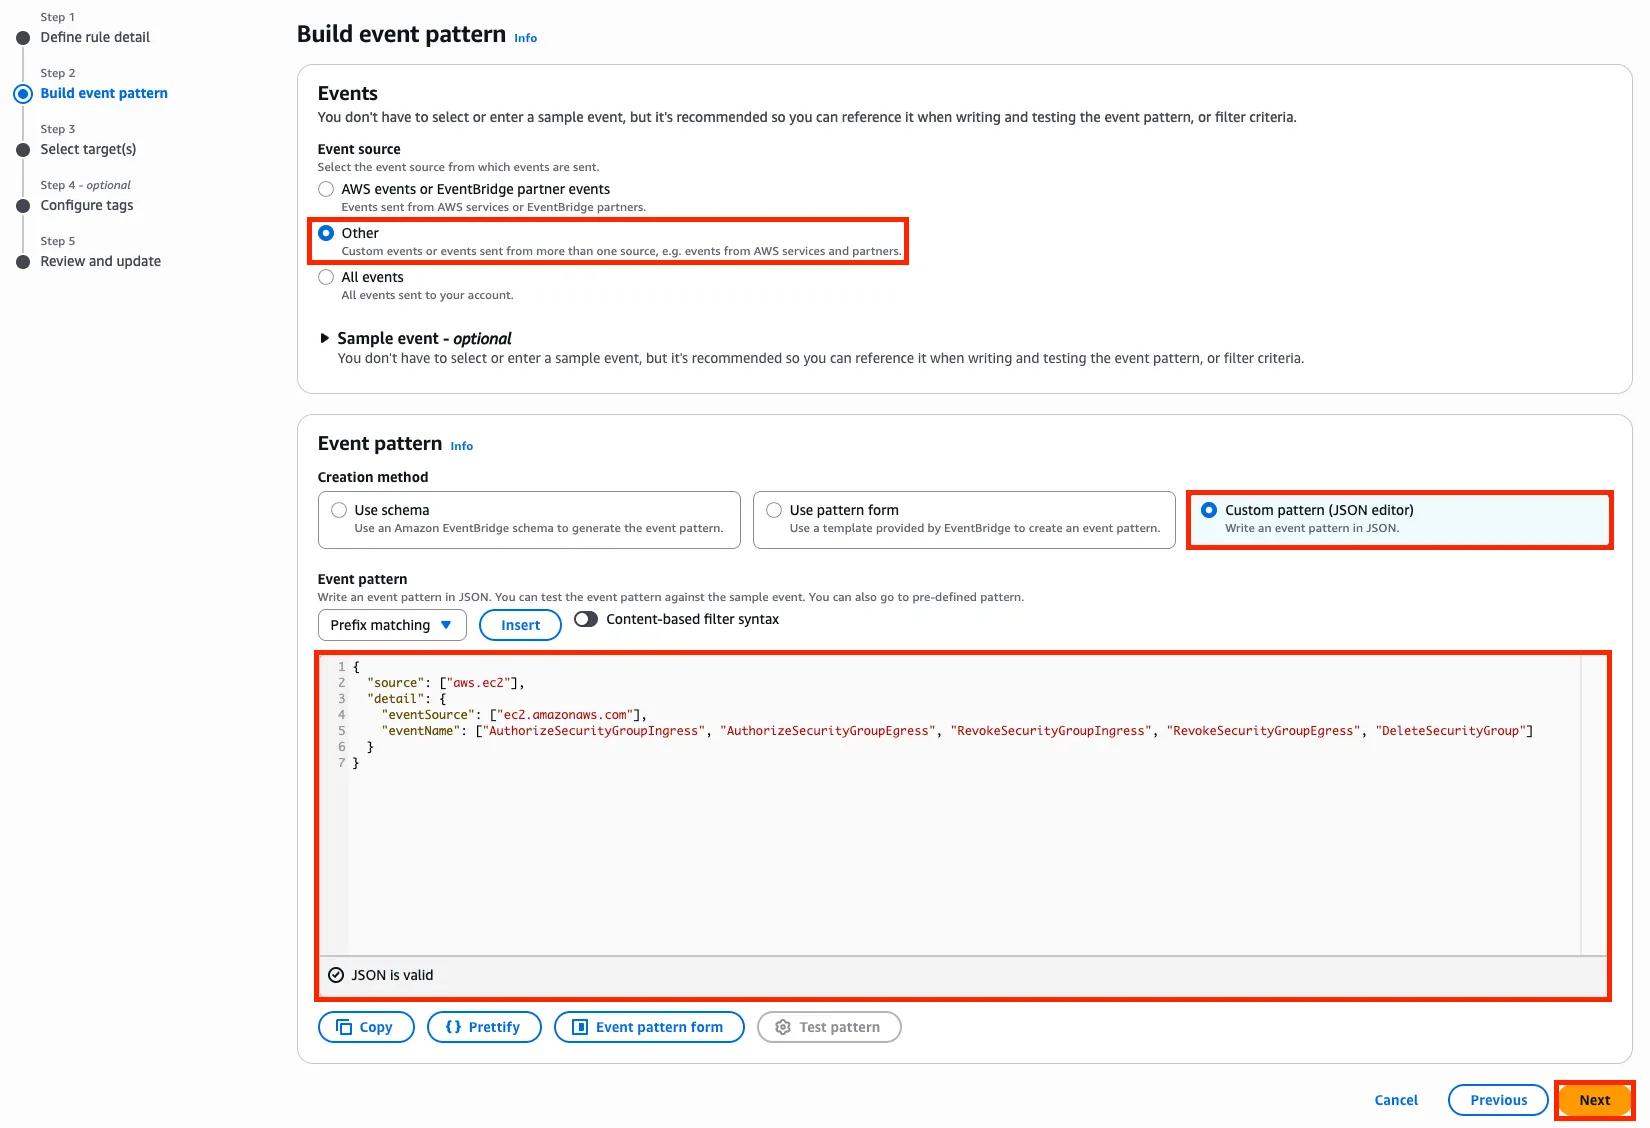 Step 1
Define rule detail
Step 2
Build event pattern
Step 3
Select target(s)
Step 4 - optional
Configure tags
Step 5
Review and update
Build event pattern Info
Events
You don't have to select or enter a sample event, but it's recommended so you can reference it when writing and testing the event pattern, or filter criteria.
Event source
Select the event source from which events are sent.
AWS events or EventBridge partner events
Events sent from AWS services or EventBridge partners.
Other
Custom events or events sent from more than one source, e.g. events from AWS services and partners.
All events
All events sent to your account.
Sample event - optional
You don't have to select or enter a sample event, but it's recommended so you can reference it when writing and testing the event pattern, or filter criteria.
Event pattern Info
Creation method
Use schema
Use an Amazon EventBridge schema to generate the event pattern.
Use pattern form
Use a template provided by EventBridge to create an event pattern.
Custom pattern (JSON editor)
Write an event pattern in JSON.
Event pattern
Write an event pattern in JSON. You can test the event pattern against the sample event. You can also go to pre-defined pattern.
Prefix matching Insert Content-based filter syntax
1 {
2 "source": ["aws.ec2"],
3 "detail": {
4 "eventSource": ["ec2.amazonaws.com"],
5 "eventName": ["AuthorizeSecurityGroupIngress", "AuthorizeSecurityGroupEgress", "RevokeSecurityGroupIngress", "RevokeSecurityGroupEgress", "DeleteSecurityGroup"]
6 }
7 }
JSON is valid
Copy {} Prettify Event pattern form Test pattern
Cancel Previous Next